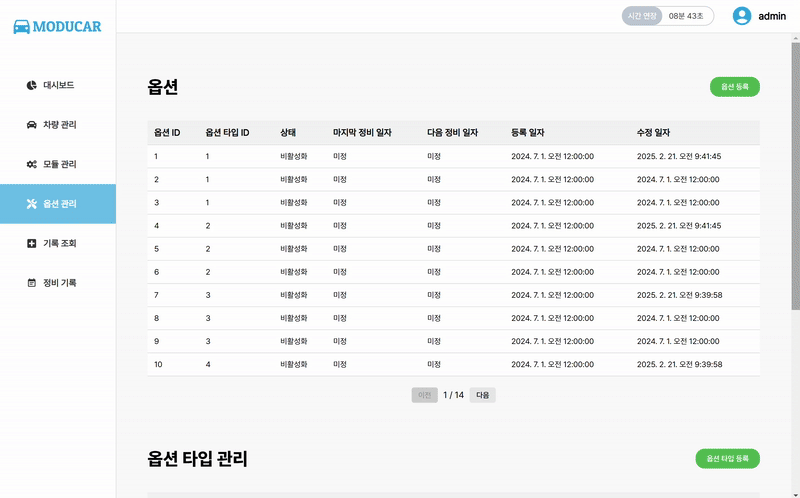 MODUCAR
시간 연장 08분 43초 admin
대시보드
차량 관리
모듈 관리
옵션 관리
기록 조회
정비 기록
옵션 옵션 등록
옵션 ID 옵션 타입 ID 상태 마지막 정비 일자 다음 정비 일자 등록 일자 수정 일자
1 1 비활성화 미정 미정 2024. 7. 1. 오전 12:00:00 2025. 2. 21. 오전 9:41:45
2 1 비활성화 미정 미정 2024. 7. 1. 오전 12:00:00 2024. 7. 1. 오전 12:00:00
3 1 비활성화 미정 미정 2024. 7. 1. 오전 12:00:00 2024. 7. 1. 오전 12:00:00
4 2 비활성화 미정 미정 2024. 7. 1. 오전 12:00:00 2025. 2. 21. 오전 9:41:45
5 2 비활성화 미정 미정 2024. 7. 1. 오전 12:00:00 2024. 7. 1. 오전 12:00:00
6 2 비활성화 미정 미정 2024. 7. 1. 오전 12:00:00 2024. 7. 1. 오전 12:00:00
7 3 비활성화 미정 미정 2024. 7. 1. 오전 12:00:00 2025. 2. 21. 오전 9:39:58
8 3 비활성화 미정 미정 2024. 7. 1. 오전 12:00:00 2024. 7. 1. 오전 12:00:00
9 3 비활성화 미정 미정 2024. 7. 1. 오전 12:00:00 2024. 7. 1. 오전 12:00:00
10 4 비활성화 미정 미정 2024. 7. 1. 오전 12:00:00 2025. 2. 21. 오전 9:39:58
이전 1 / 14 다음
옵션 타입 관리 옵션 타입 등록